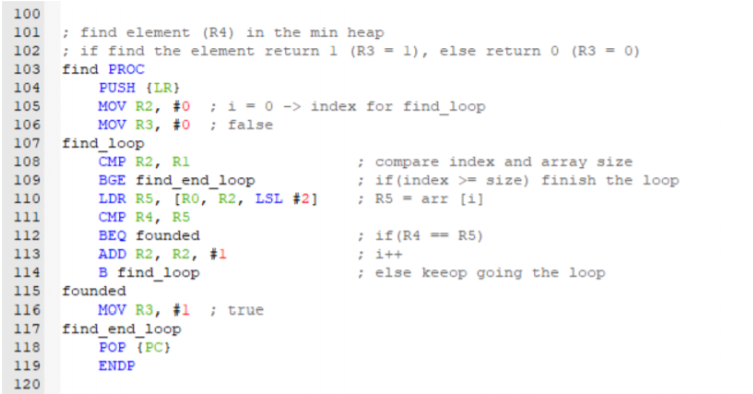 100
101 ; find element (R4) in the min heap
102 ; if find the element return 1 (R3 = 1), else return 0 (R3 = 0)
103 find PROC
104     PUSH {LR}
105     MOV R2, #0  ; i = 0 -> index for find_loop
106     MOV R3, #0  ; false
107 find_loop
108     CMP R2, R1                  ; compare index and array size
109     BGE find_end_loop           ; if(index >= size) finish the loop
110     LDR R5, [R0, R2, LSL #2]    ; R5 = arr [i]
111     CMP R4, R5
112     BEQ founded                 ; if(R4 == R5)
113     ADD R2, R2, #1              ; i++
114     B find_loop                 ; else keeop going the loop
115 founded
116     MOV R3, #1  ; true
117 find_end_loop
118     POP {PC}
119     ENDP
120